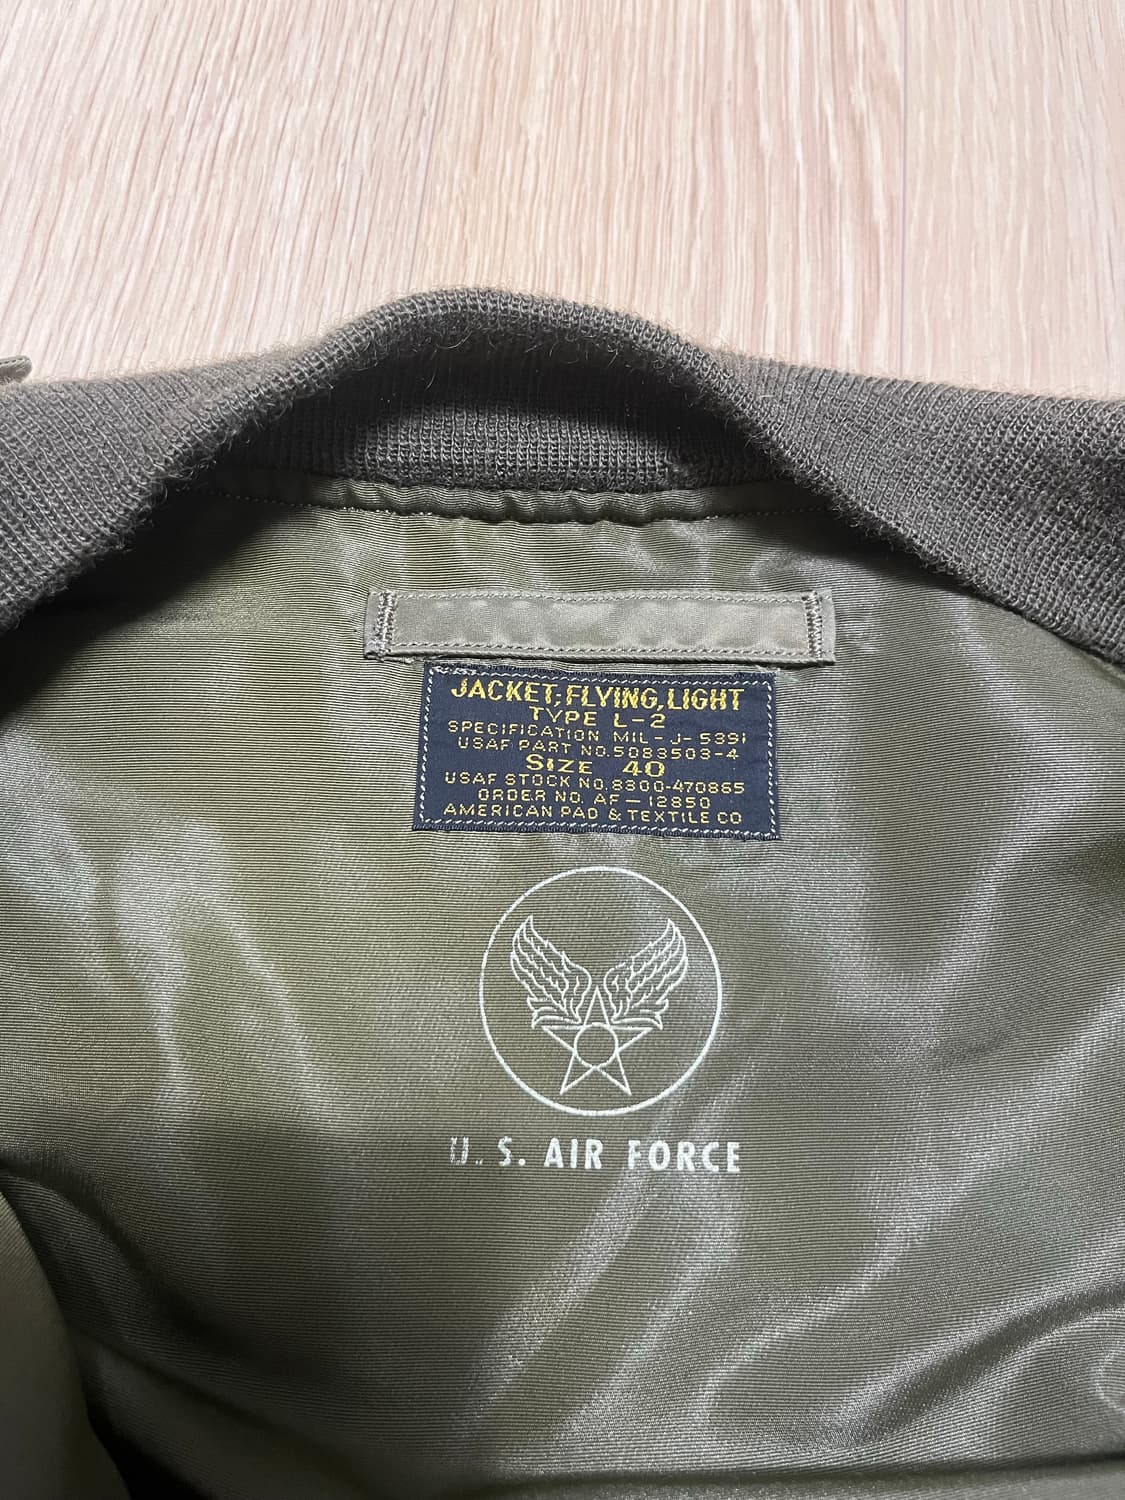 JACKET, FLYING, LIGHT
TYPE L-2
SPECIFICATION MIL-J-5391
USAF PART NO. 5083503-4
SIZE 40
USAF STOCK NO. 8300-470865
ORDER NO. AF-12850
AMERICAN PAD & TEXTILE CO
U.S. AIR FORCE